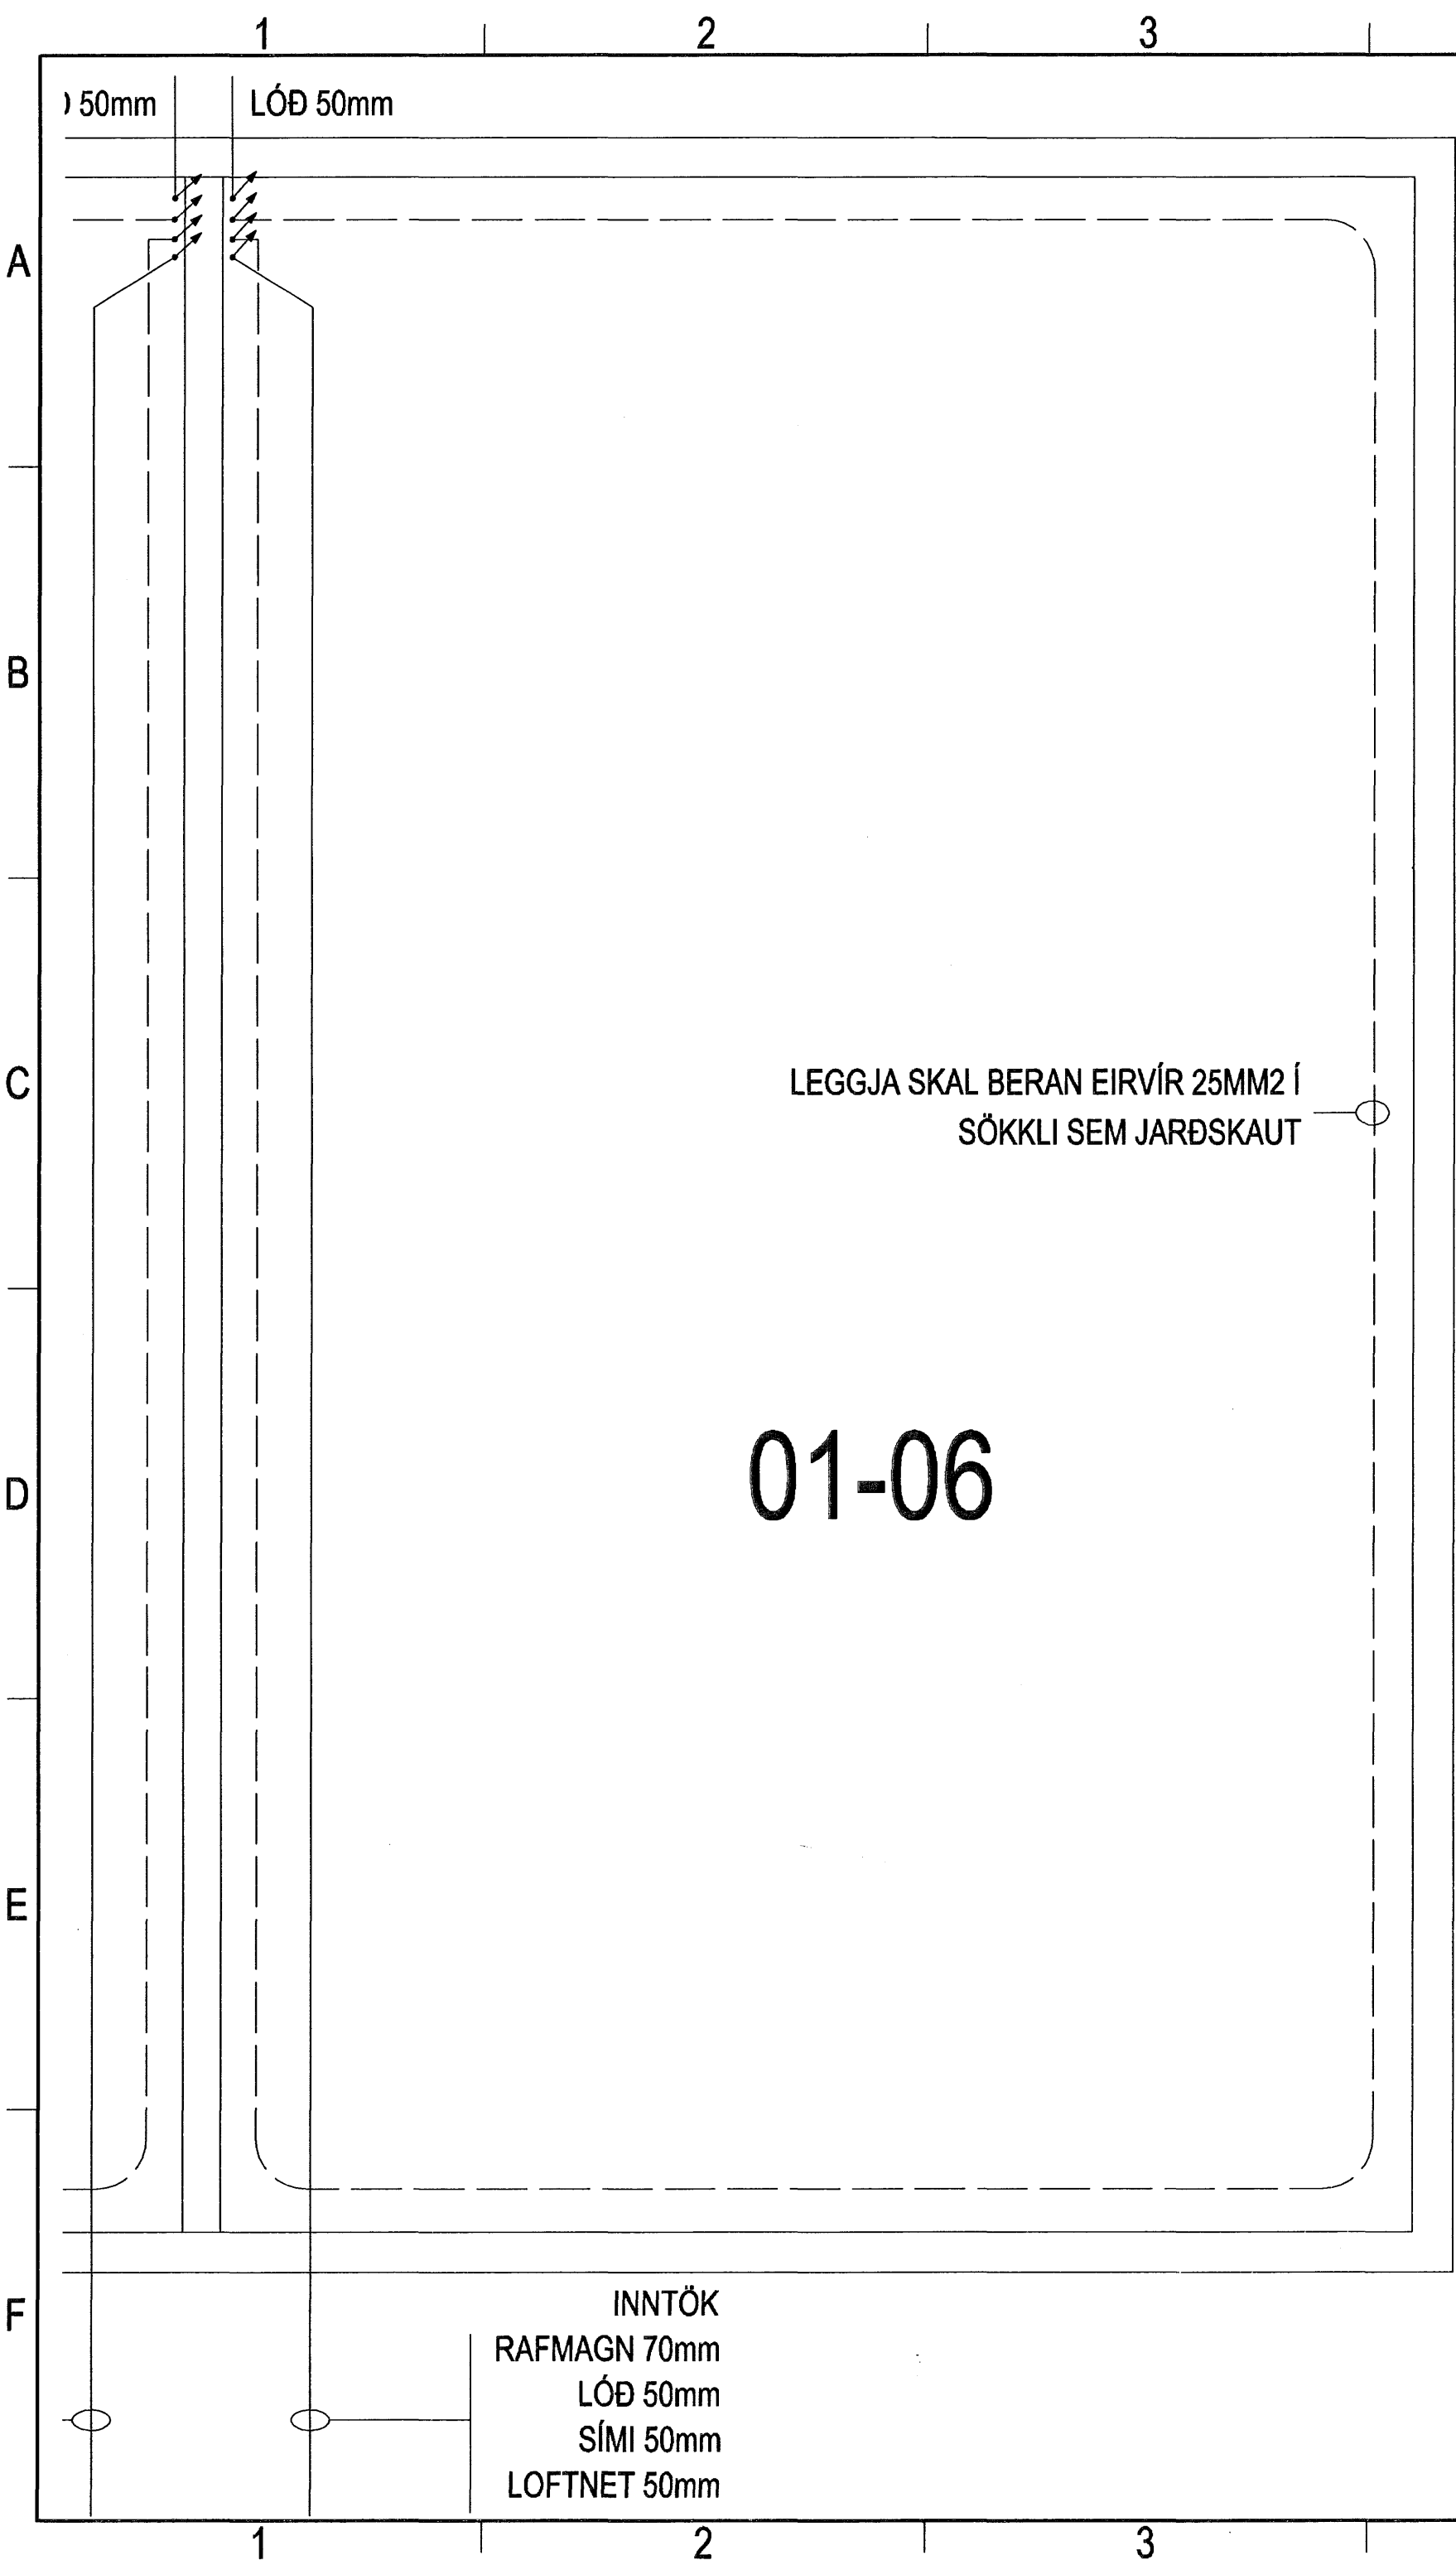 1 2 3
50mm LÓÐ 50mm
A
B
C
LEGGJA SKAL BERAN EIRVÍR 25MM2 Í
SÖKKLI SEM JARÐSKAUT
D
01-06
E
F
INNTÖK
RAFMAGN 70mm
LÓÐ 50mm
SÍMI 50mm
LOFTNET 50mm
1 2 3